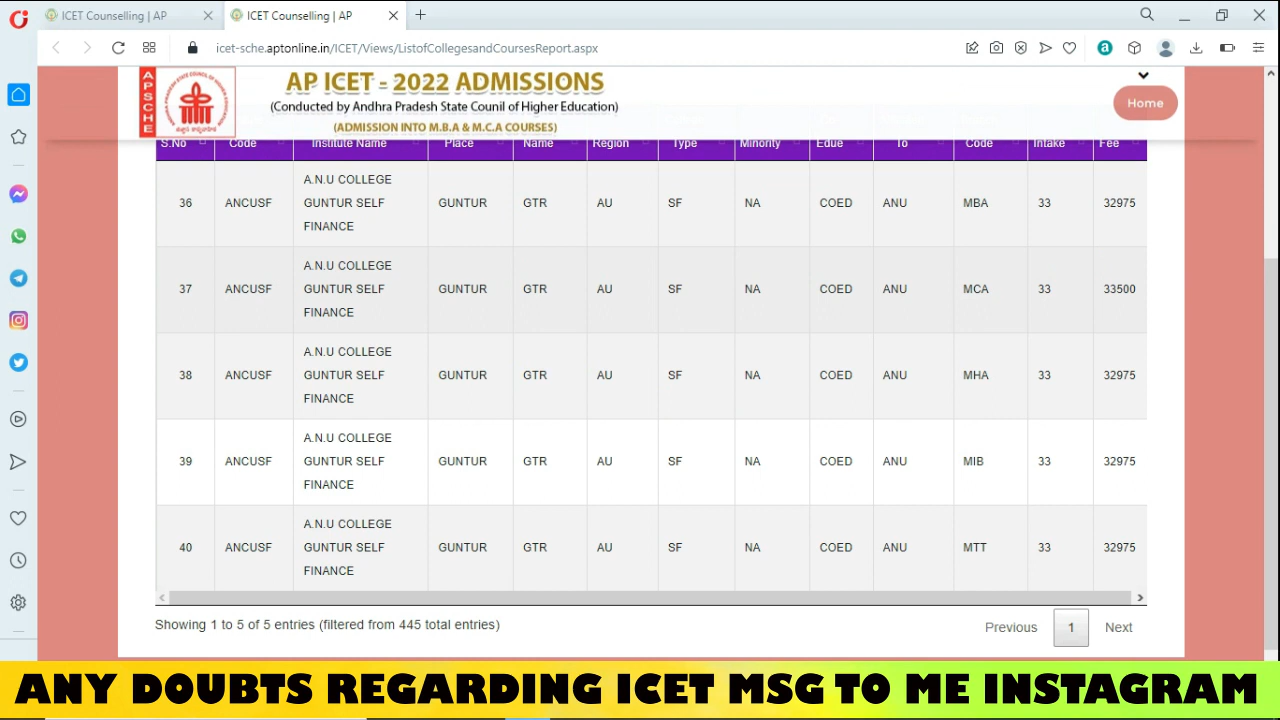 ICET Counselling | AP
ICET Counselling | AP
icet-sche.aptonline.in/ICET/Views/ListofCollegesandCoursesReport.aspx
APSCHE
AP ICET - 2022 ADMISSIONS
(Conducted by Andhra Pradesh State Counil of Higher Education)
(ADMISSION INTO M.B.A & M.C.A COURSES)
Home
S.No Code Institute Name Place Name Region Type Minority Edue To Code Intake Fee
A.N.U COLLEGE
36 ANCUSF GUNTUR SELF GUNTUR GTR AU SF NA COED ANU MBA 33 32975
FINANCE
A.N.U COLLEGE
37 ANCUSF GUNTUR SELF GUNTUR GTR AU SF NA COED ANU MCA 33 33500
FINANCE
A.N.U COLLEGE
38 ANCUSF GUNTUR SELF GUNTUR GTR AU SF NA COED ANU MHA 33 32975
FINANCE
A.N.U COLLEGE
39 ANCUSF GUNTUR SELF GUNTUR GTR AU SF NA COED ANU MIB 33 32975
FINANCE
A.N.U COLLEGE
40 ANCUSF GUNTUR SELF GUNTUR GTR AU SF NA COED ANU MTT 33 32975
FINANCE
Showing 1 to 5 of 5 entries (filtered from 445 total entries)
Previous 1 Next
ANY DOUBTS REGARDING ICET MSG TO ME INSTAGRAM